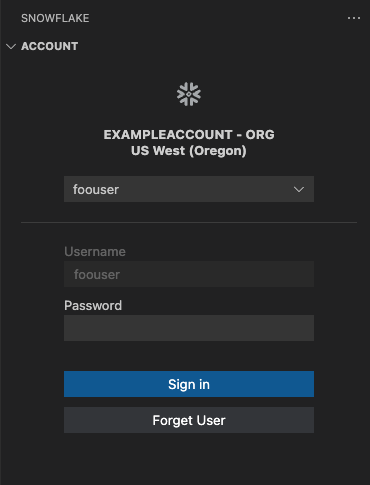 SNOWFLAKE
ACCOUNT
EXAMPLEACCOUNT - ORG
US West (Oregon)
foouser
Username
foouser
Password
Sign in
Forget User